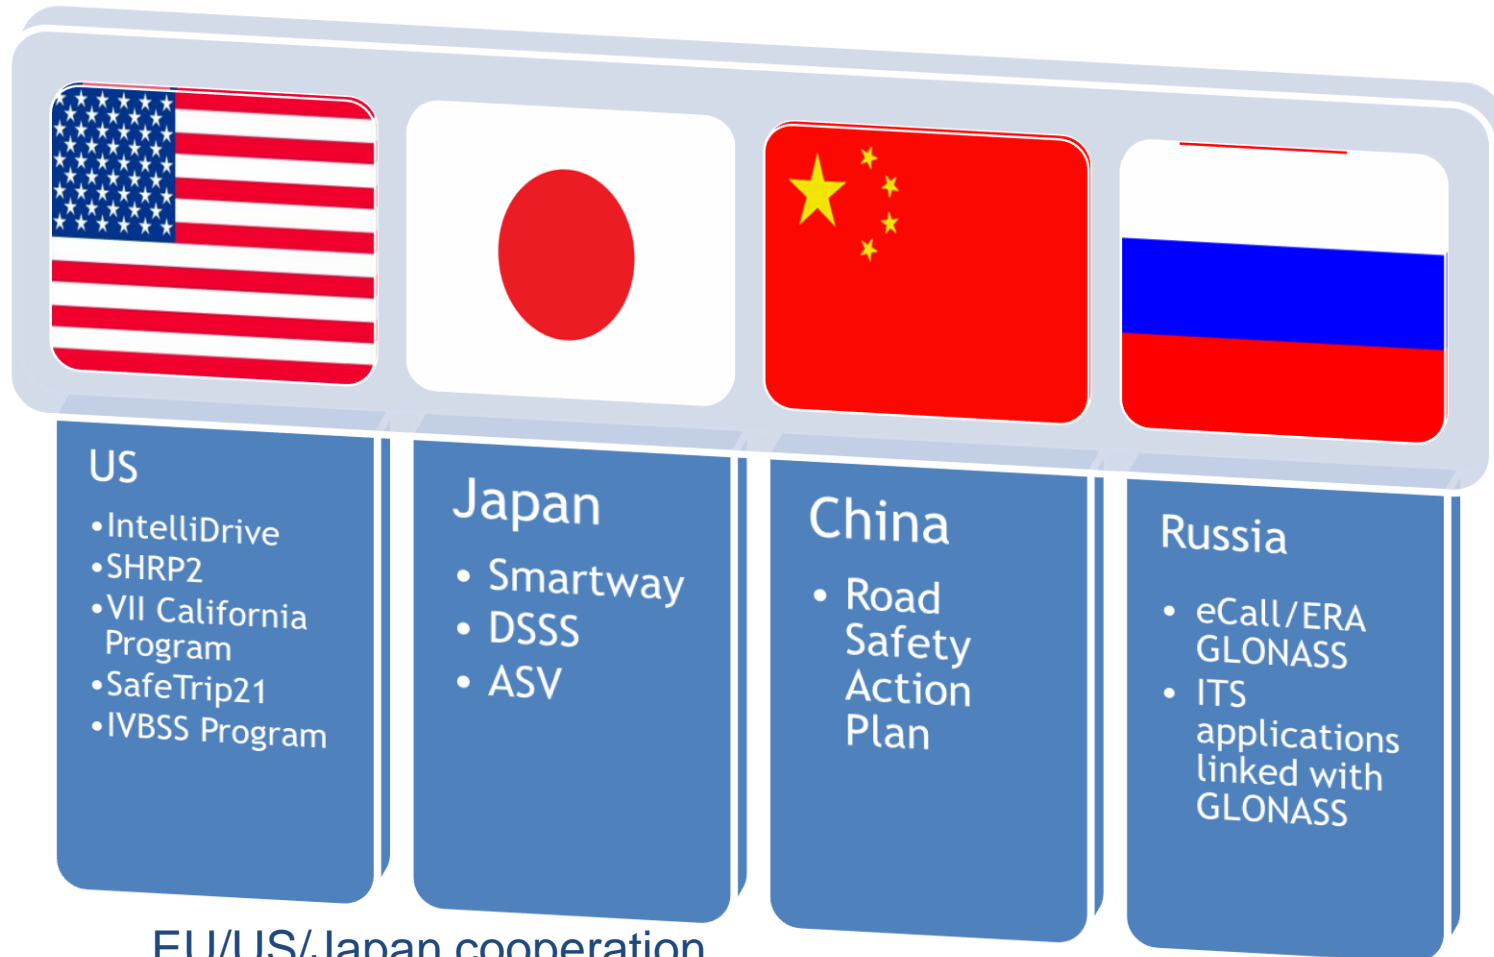 US
•IntelliDrive
•SHRP2
•VII California
Program
•SafeTrip21
•IVBSS Program
Japan
• Smartway
• DSSS
• ASV
China
• Road
Safety
Action
Plan
Russia
• eCall/ERA
GLONASS
• ITS
applications
linked with
GLONASS
EU/US/Japan cooperation